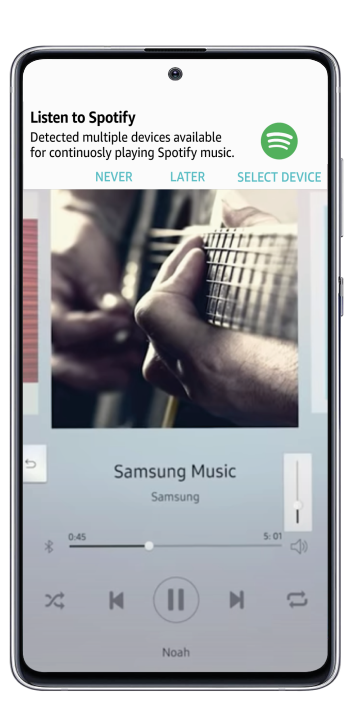 Listen to Spotify
Detected multiple devices available
for continuosly playing Spotify music.
NEVER LATER SELECT DEVICE
Samsung Music
Samsung
0:45 5: 01
Noah